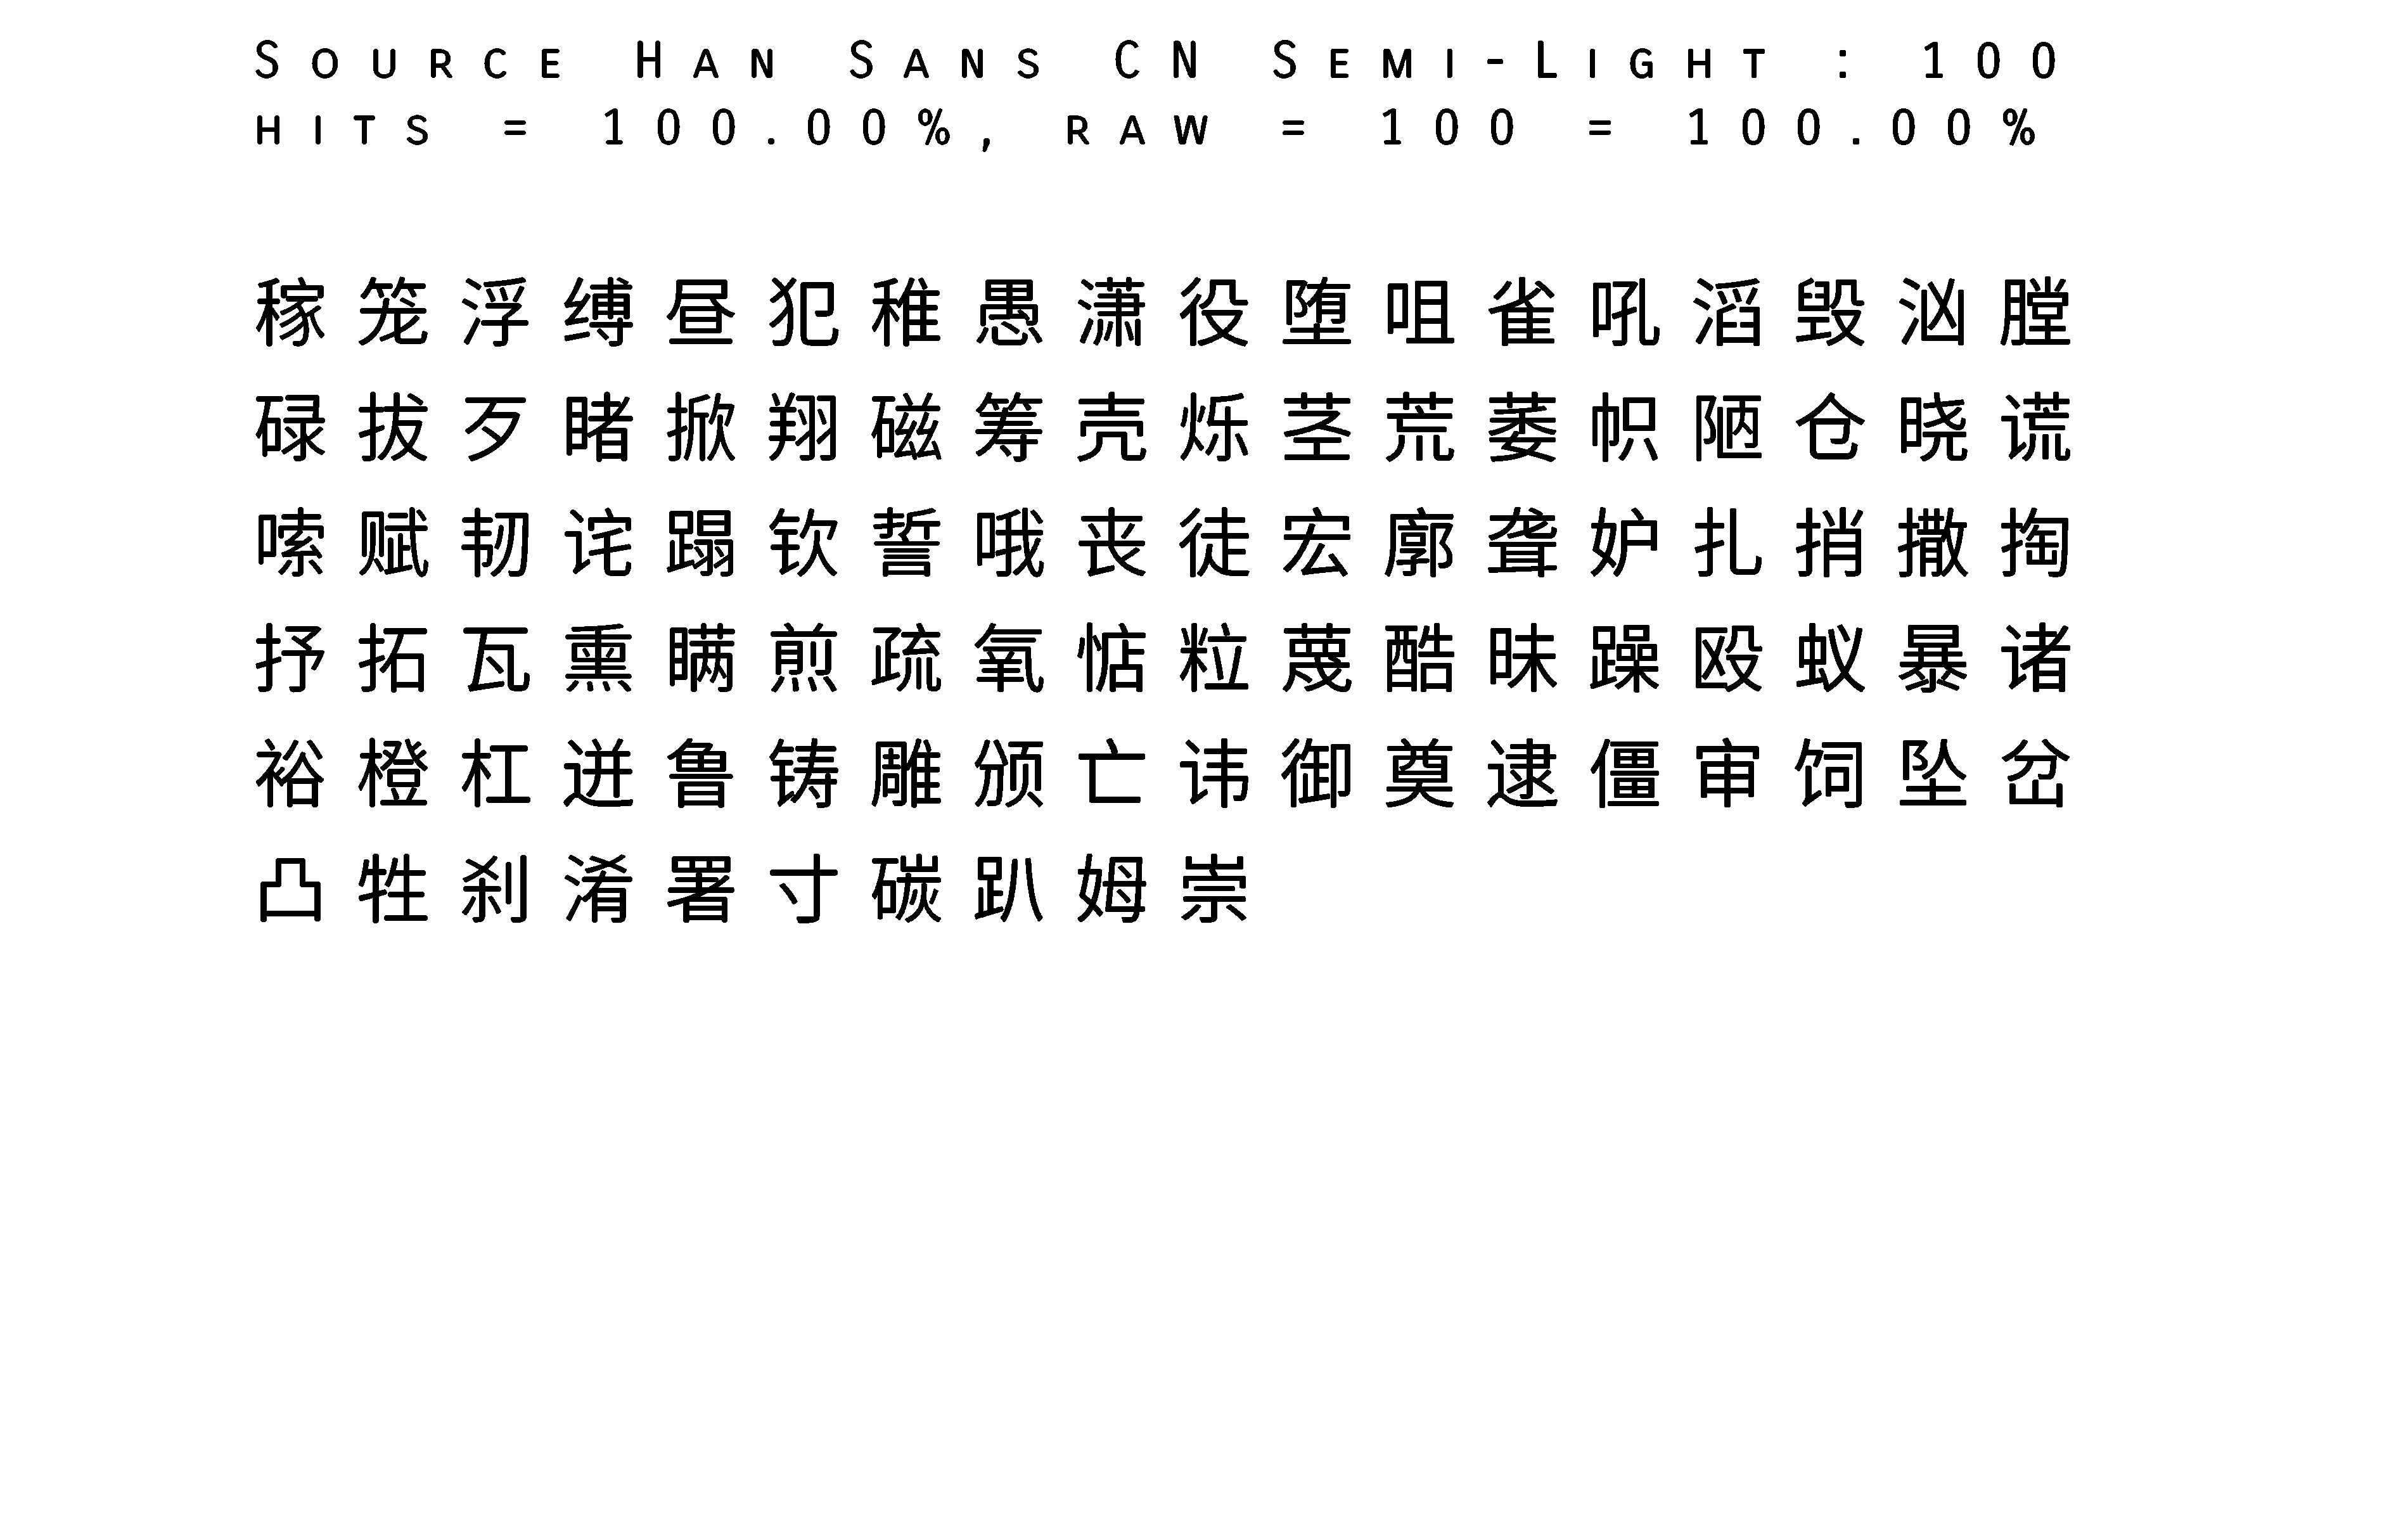 Source Han Sans CN Semi-Light : 100
hits = 100.00%, raw = 100 = 100.00%
稼笼浮缚昼犯稚愚潇役堕咀雀吼滔毁汹膛
碌拔歹睹掀翔磁筹壳烁茎荒萎帜陋仓晓谎
嗦赋韧诧蹋钦誓哦丧徒宏廓聋妒扎捎撒掏
抒拓瓦熏瞒煎疏氧惦粒蔑酷昧躁殴蚁暴诸
裕橙杠迸鲁铸雕颁亡讳御奠逮僵审饲坠岔
凸牲刹淆署寸碳趴姆崇